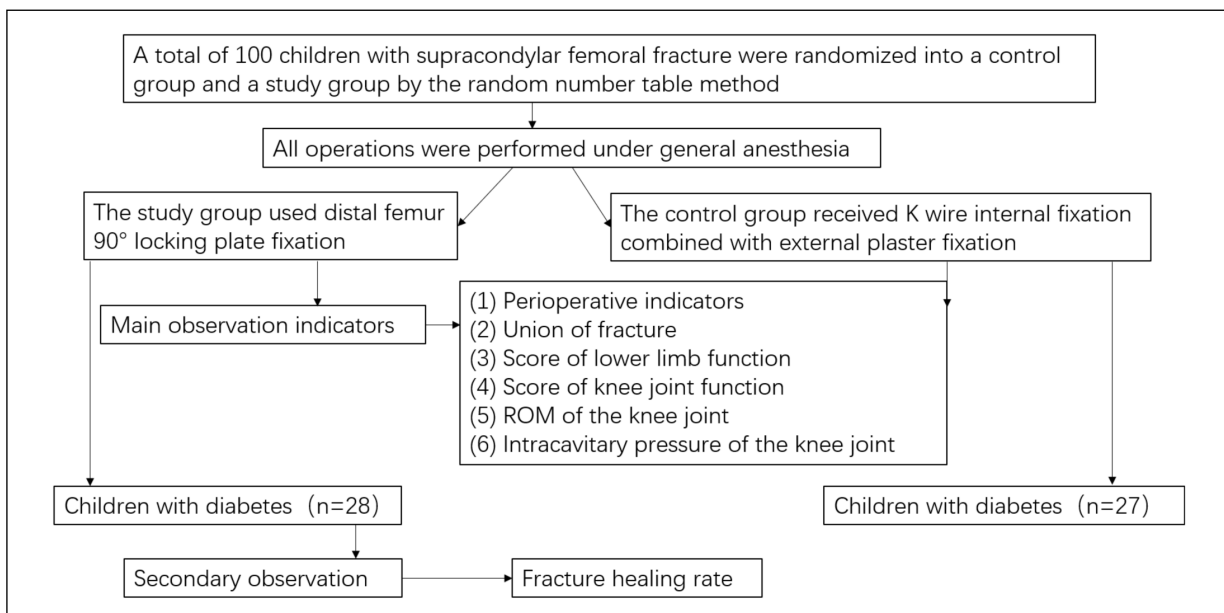 A total of 100 children with supracondylar femoral fracture were randomized into a control
group and a study group by the random number table method
All operations were performed under general anesthesia
The study group used distal femur
90° locking plate fixation
The control group received K wire internal fixation
combined with external plaster fixation
Main observation indicators
(1) Perioperative indicators
(2) Union of fracture
(3) Score of lower limb function
(4) Score of knee joint function
(5) ROM of the knee joint
(6) Intracavitary pressure of the knee joint
Children with diabetes（n=28）
Children with diabetes（n=27）
Secondary observation
Fracture healing rate